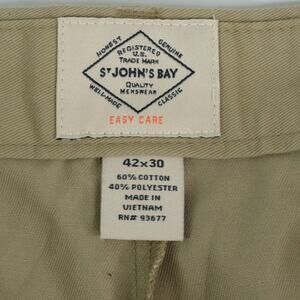 HONEST
GENUINE
REGISTERED
U.S.
TRADE MARK
ST JOHN'S BAY
QUALITY
MENSWEAR
WELL-MADE
CLASSIC
EASY CARE
42x30
60% COTTON
40% POLYESTER
MADE IN
VIETNAM
RN# 93677